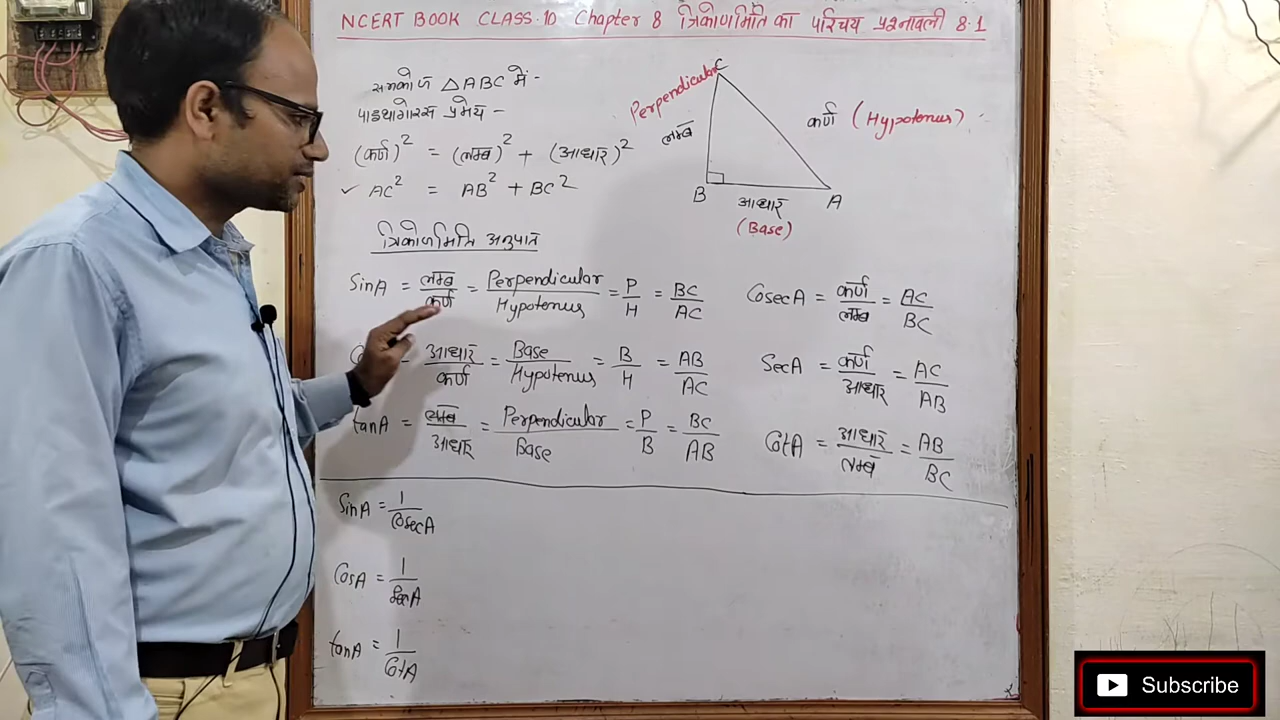 NCERT BOOK CLASS.10 Chapter 8 त्रिकोणमिति का परिचय प्रश्नावली 8.1
समकोण △ABC में -
पाइथागोरस प्रमेय -
(कर्ण)² = (लम्ब)² + (आधार)²
✓ AC² = AB² + BC²
C
Perpendicular
लम्ब
कर्ण (Hypotenus)
B
आधार
A
(Base)
त्रिकोणमिति अनुपात
SinA = लम्ब/कर्ण = Perpendicular/Hypotenus = P/H = BC/AC
CosecA = कर्ण/लम्ब = AC/BC
= आधार/कर्ण = Base/Hypotenus = B/H = AB/AC
SecA = कर्ण/आधार = AC/AB
tanA = लम्ब/आधार = Perpendicular/Base = P/B = BC/AB
CotA = आधार/लम्ब = AB/BC
SinA = 1/CosecA
CosA = 1/SecA
tanA = 1/CotA
Subscribe